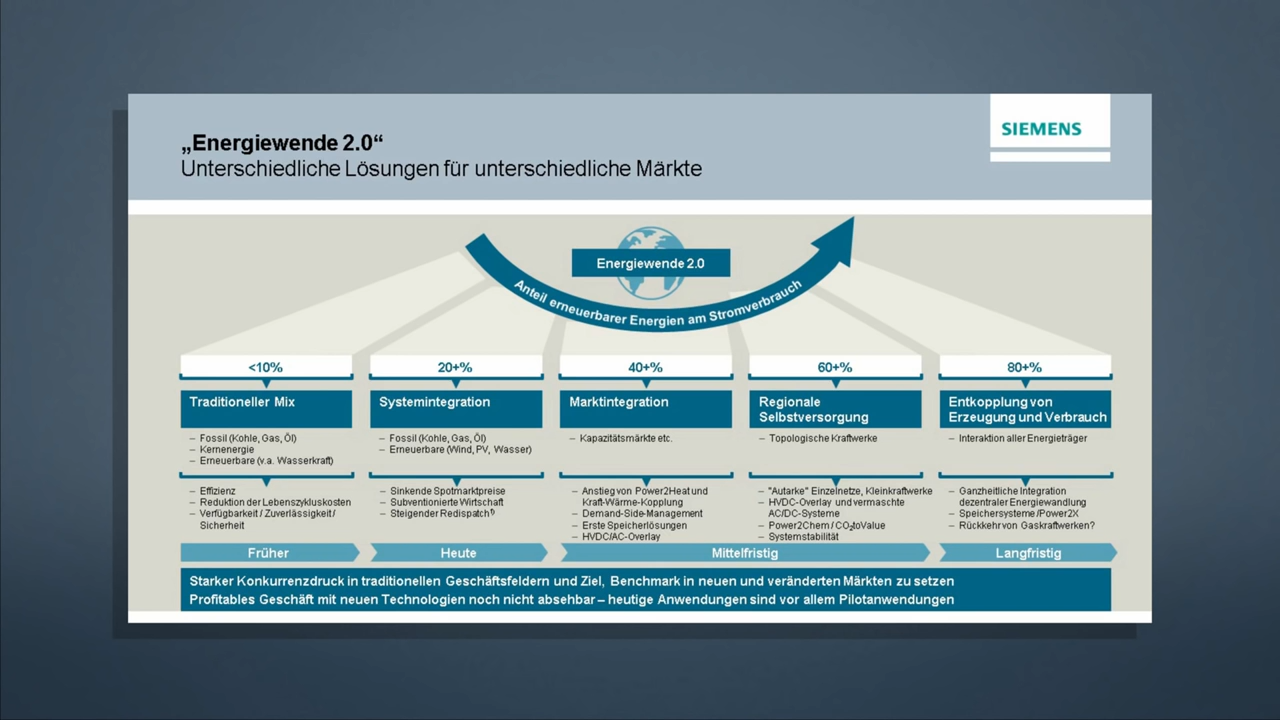 „Energiewende 2.0“
Unterschiedliche Lösungen für unterschiedliche Märkte
SIEMENS
Energiewende 2.0
Anteil erneuerbarer Energien am Stromverbrauch
<10%
Traditioneller Mix
– Fossil (Kohle, Gas, Öl)
– Kernenergie
– Erneuerbare (v.a. Wasserkraft)
– Effizienz
– Reduktion der Lebenszykluskosten
– Verfügbarkeit / Zuverlässigkeit /
Sicherheit
Früher
20+%
Systemintegration
– Fossil (Kohle, Gas, Öl)
– Erneuerbare (Wind, PV, Wasser)
– Sinkende Spotmarktpreise
– Subventionierte Wirtschaft
– Steigender Redispatch¹⁾
Heute
40+%
Marktintegration
– Kapazitätsmärkte etc.
– Anstieg von Power2Heat und
Kraft-Wärme-Kopplung
– Demand-Side-Management
– Erste Speicherlösungen
– HVDC/AC-Overlay
60+%
Regionale
Selbstversorgung
– Topologische Kraftwerke
– "Autarke" Einzelnetze, Kleinkraftwerke
– HVDC-Overlay und vermaschte
AC/DC-Systeme
– Power2Chem / CO₂toValue
– Systemstabilität
Mittelfristig
80+%
Entkopplung von
Erzeugung und Verbrauch
– Interaktion aller Energieträger
– Ganzheitliche Integration
dezentraler Energiewandlung
– Speichersysteme /Power2X
– Rückkehr von Gaskraftwerken?
Langfristig
Starker Konkurrenzdruck in traditionellen Geschäftsfeldern und Ziel, Benchmark in neuen und veränderten Märkten zu setzen
Profitables Geschäft mit neuen Technologien noch nicht absehbar – heutige Anwendungen sind vor allem Pilotanwendungen